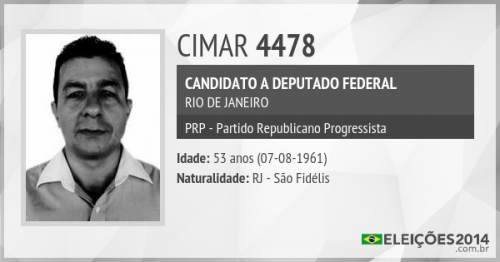 CIMAR 4478
CANDIDATO A DEPUTADO FEDERAL
RIO DE JANEIRO
PRP - Partido Republicano Progressista
Idade: 53 anos (07-08-1961)
Naturalidade: RJ - São Fidélis
ELEIÇÕES2014
.com.br